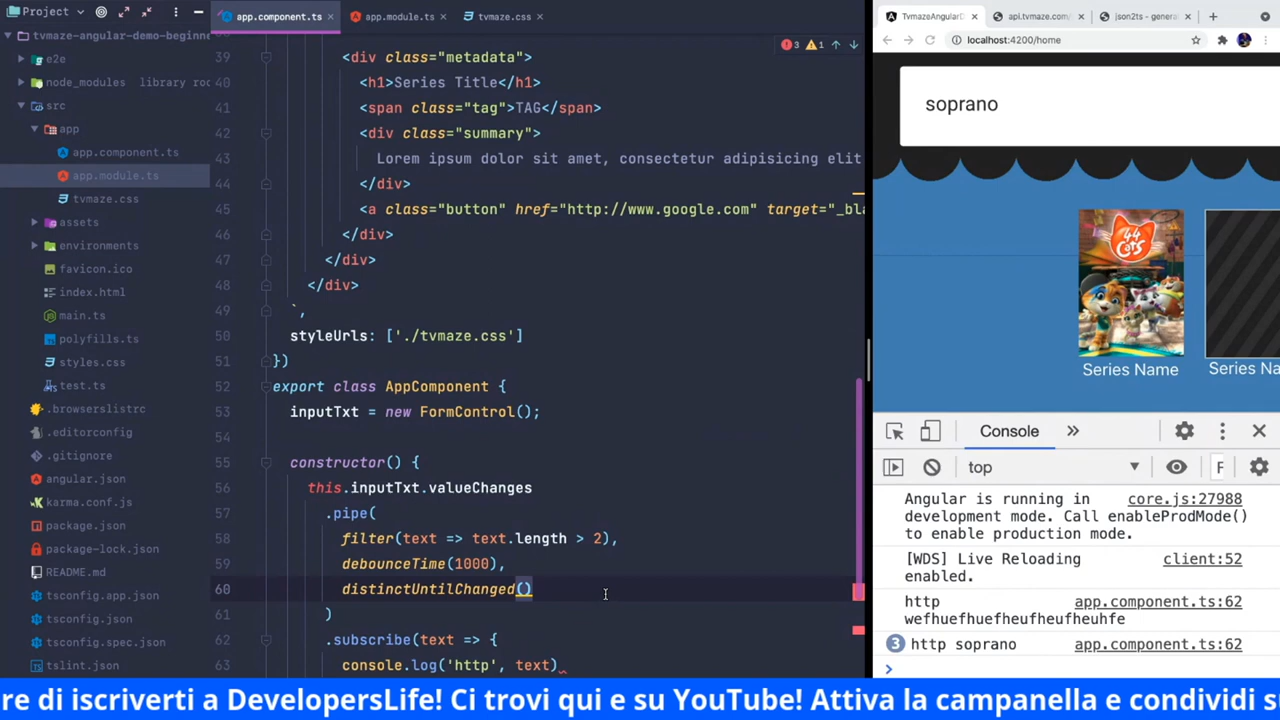 Project
app.component.ts
app.module.ts
tvmaze.css
tvmaze-angular-demo-beginne
e2e
node_modules library roc
src
app
app.component.ts
app.module.ts
tvmaze.css
assets
environments
favicon.ico
index.html
main.ts
polyfills.ts
styles.css
test.ts
.browserslistrc
.editorconfig
.gitignore
angular.json
karma.conf.js
package.json
package-lock.json
README.md
tsconfig.app.json
tsconfig.json
tsconfig.spec.json
tslint.json
3 1
39 <div class="metadata">
40 <h1>Series Title</h1>
41 <span class="tag">TAG</span>
42 <div class="summary">
43 Lorem ipsum dolor sit amet, consectetur adipisicing elit
44 </div>
45 <a class="button" href="http://www.google.com" target="_bla
46 </div>
47 </div>
48 </div>
49 `,
50 styleUrls: ['./tvmaze.css']
51 })
52 export class AppComponent {
53 inputTxt = new FormControl();
54
55 constructor() {
56 this.inputTxt.valueChanges
57 .pipe(
58 filter(text => text.length > 2),
59 debounceTime(1000),
60 distinctUntilChanged()
61 )
62 .subscribe(text => {
63 console.log('http', text)
TvmazeAngularD
api.tvmaze.com/
json2ts - genera
localhost:4200/home
soprano
44 CATS
Series Name
Series Na
Console
top
F
Angular is running in core.js:27988
development mode. Call enableProdMode()
to enable production mode.
[WDS] Live Reloading client:52
enabled.
http app.component.ts:62
wefhuefhuefheufheufheuhfe
3 http soprano app.component.ts:62
re di iscriverti a DevelopersLife! Ci trovi qui e su YouTube! Attiva la campanella e condividi s